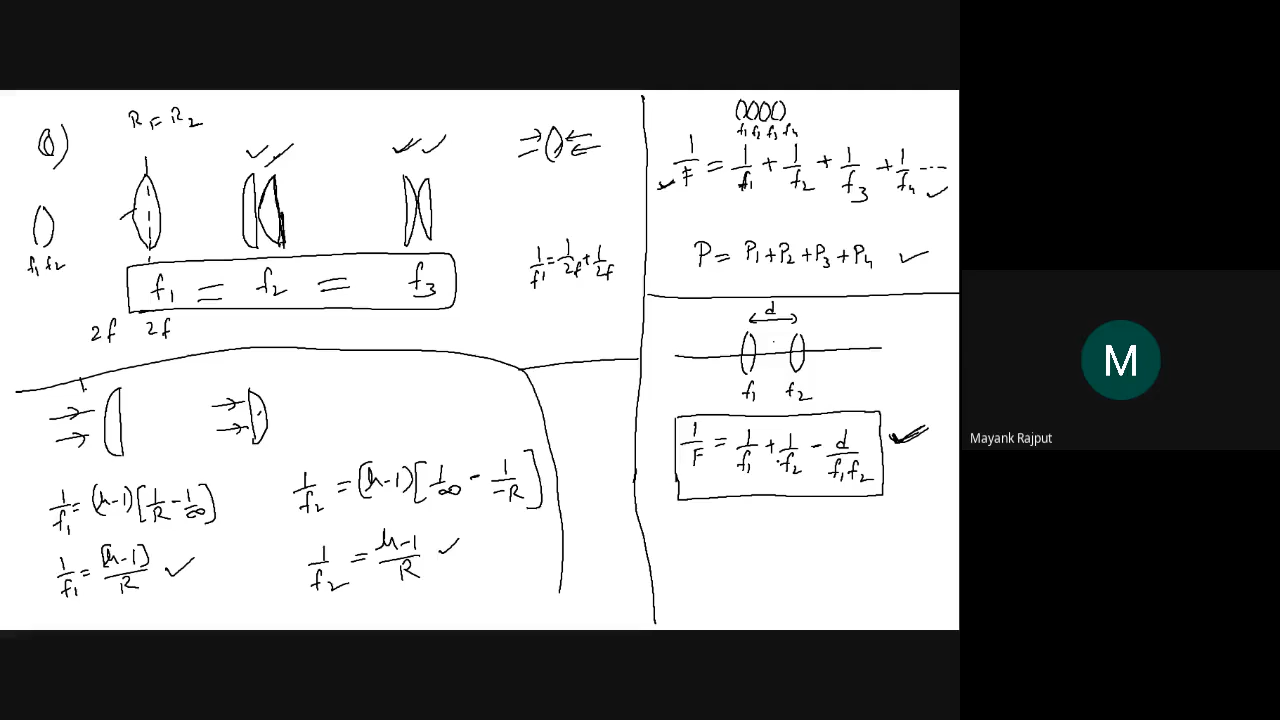 Q)
R₁ = R₂
f₁ f₂
f₁ = f₂ = f₃
2f 2f
1/f₁ = 1/2f + 1/2f
1/f₁ = (μ-1)[1/R - 1/∞]
1/f₁ = (μ-1)/R
1/f₂ = (μ-1)[1/∞ - 1/-R]
1/f₂ = μ-1/R
f₁ f₂ f₃ f₄
1/F = 1/f₁ + 1/f₂ + 1/f₃ + 1/f₄ ---
P = P₁+P₂+P₃+P₄
d
f₁ f₂
1/F = 1/f₁ + 1/f₂ - d/f₁f₂
M
Mayank Rajput